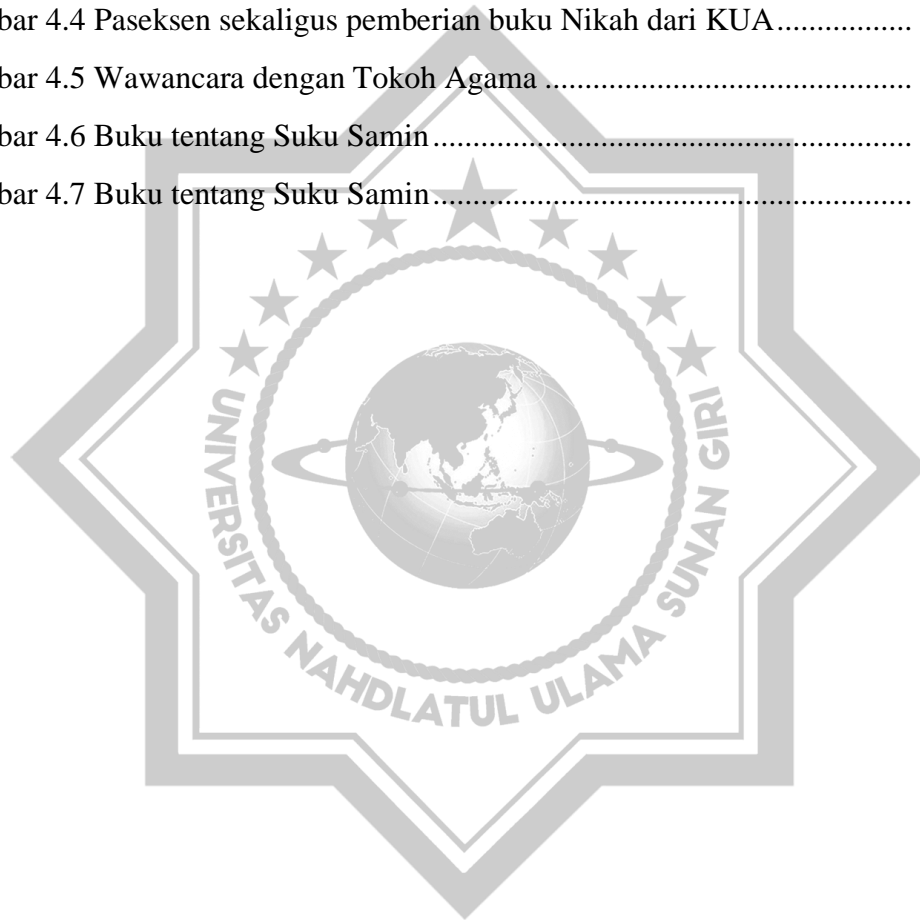 bar 4.4 Paseksen sekaligus pemberian buku Nikah dari KUA.................
bar 4.5 Wawancara dengan Tokoh Agama .............................................
bar 4.6 Buku tentang Suku Samin...........................................................
bar 4.7 Buku tentang Suku Samin...........................................................
UNIVERSITAS NAHDLATUL ULAMA SUNAN GIRI